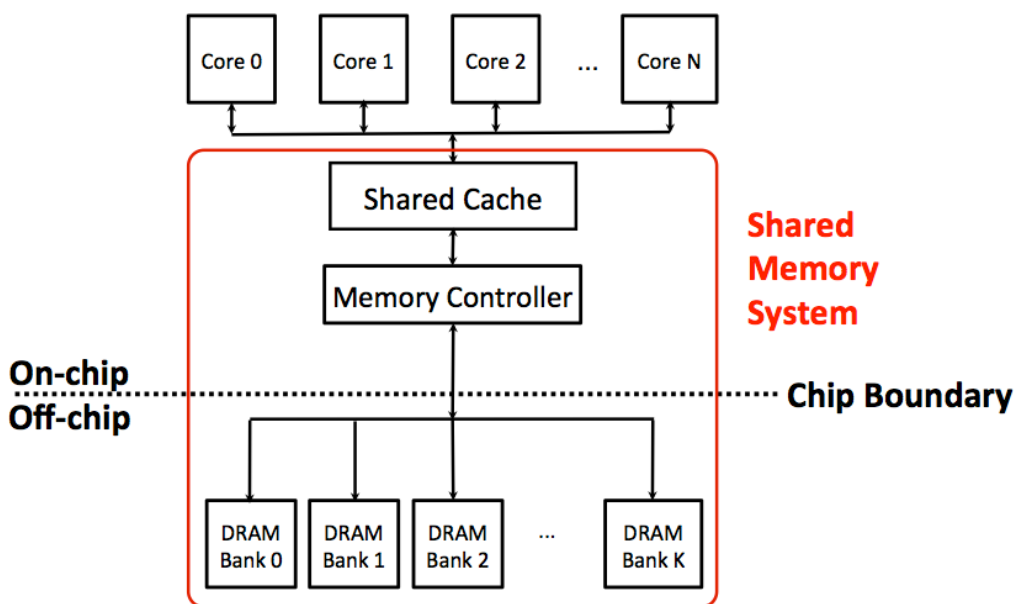 Core 0
Core 1
Core 2
...
Core N
Shared Cache
Shared
Memory
System
Memory Controller
On-chip
Chip Boundary
Off-chip
DRAM
Bank 0
DRAM
Bank 1
DRAM
Bank 2
...
DRAM
Bank K